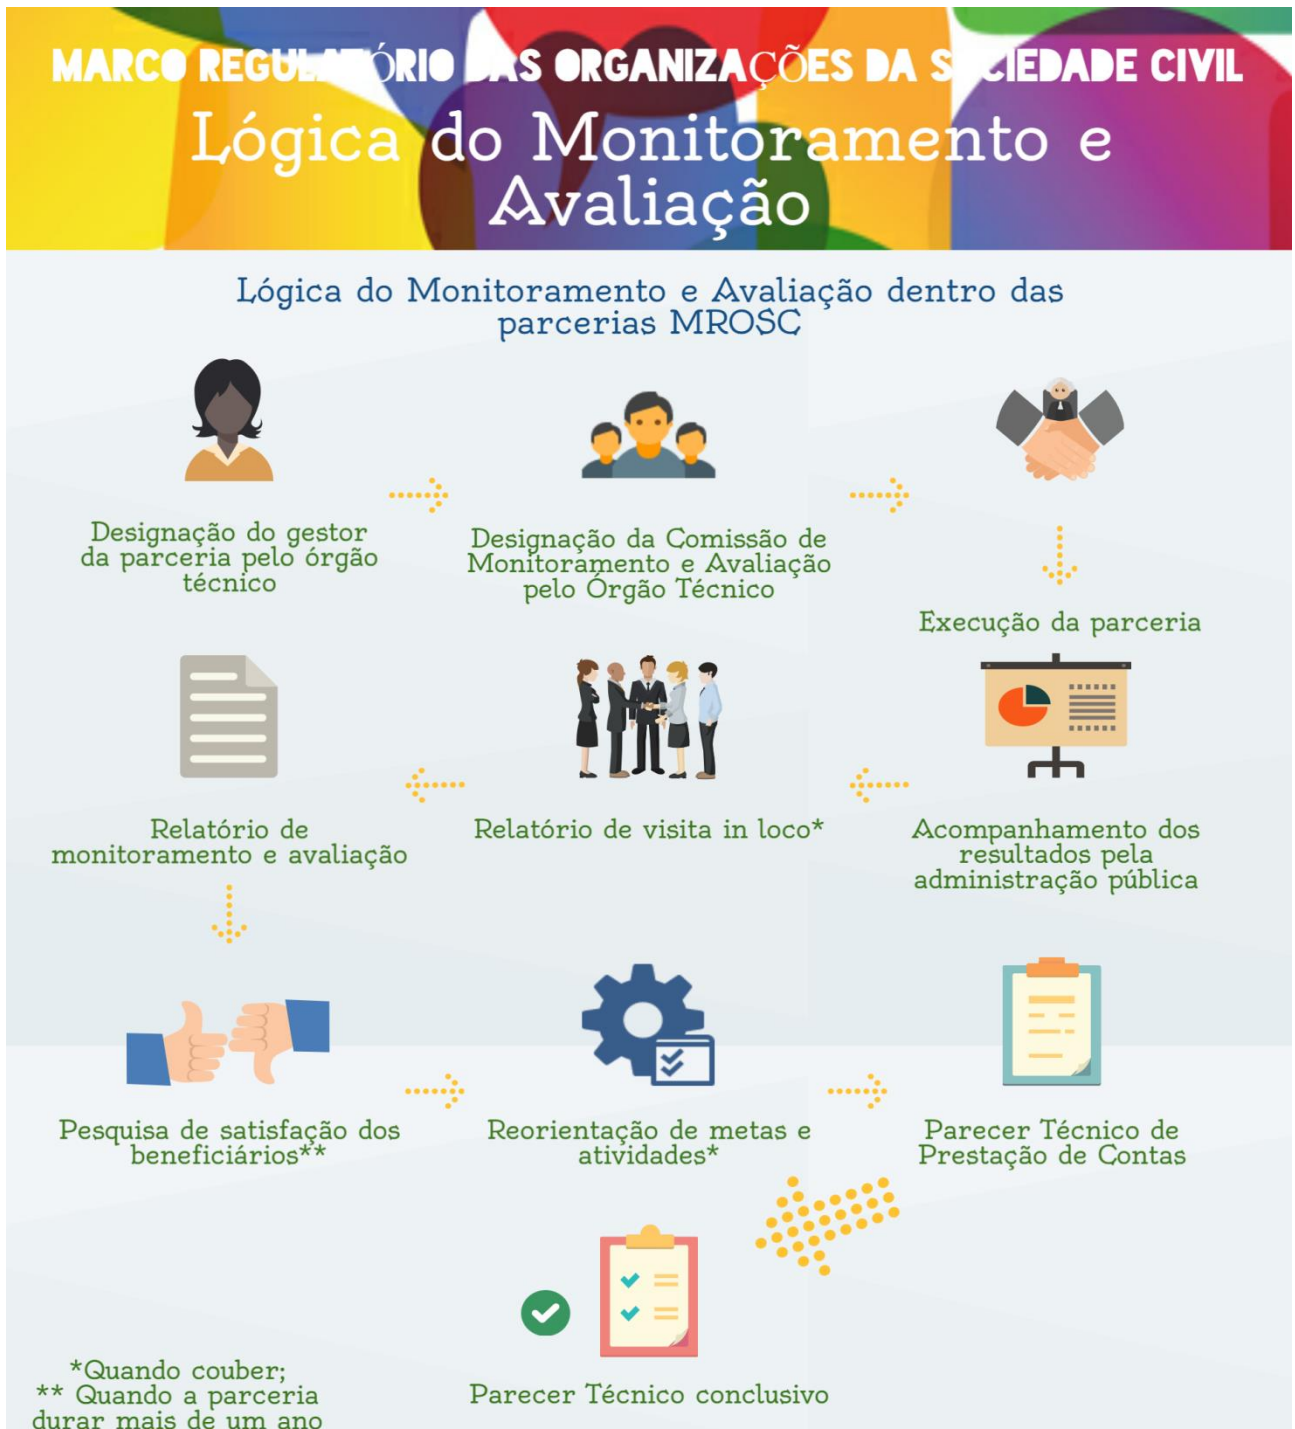 MARCO REGULATÓRIO DAS ORGANIZAÇÕES DA SOCIEDADE CIVIL
Lógica do Monitoramento e
Avaliação
Lógica do Monitoramento e Avaliação dentro das
parcerias MROSC
Designação do gestor
da parceria pelo órgão
técnico
Designação da Comissão de
Monitoramento e Avaliação
pelo Órgão Técnico
Execução da parceria
Acompanhamento dos
resultados pela
administração pública
Relatório de visita in loco*
Relatório de
monitoramento e avaliação
Pesquisa de satisfação dos
beneficiários**
Reorientação de metas e
atividades*
Parecer Técnico de
Prestação de Contas
Parecer Técnico conclusivo
*Quando couber;
** Quando a parceria
durar mais de um ano